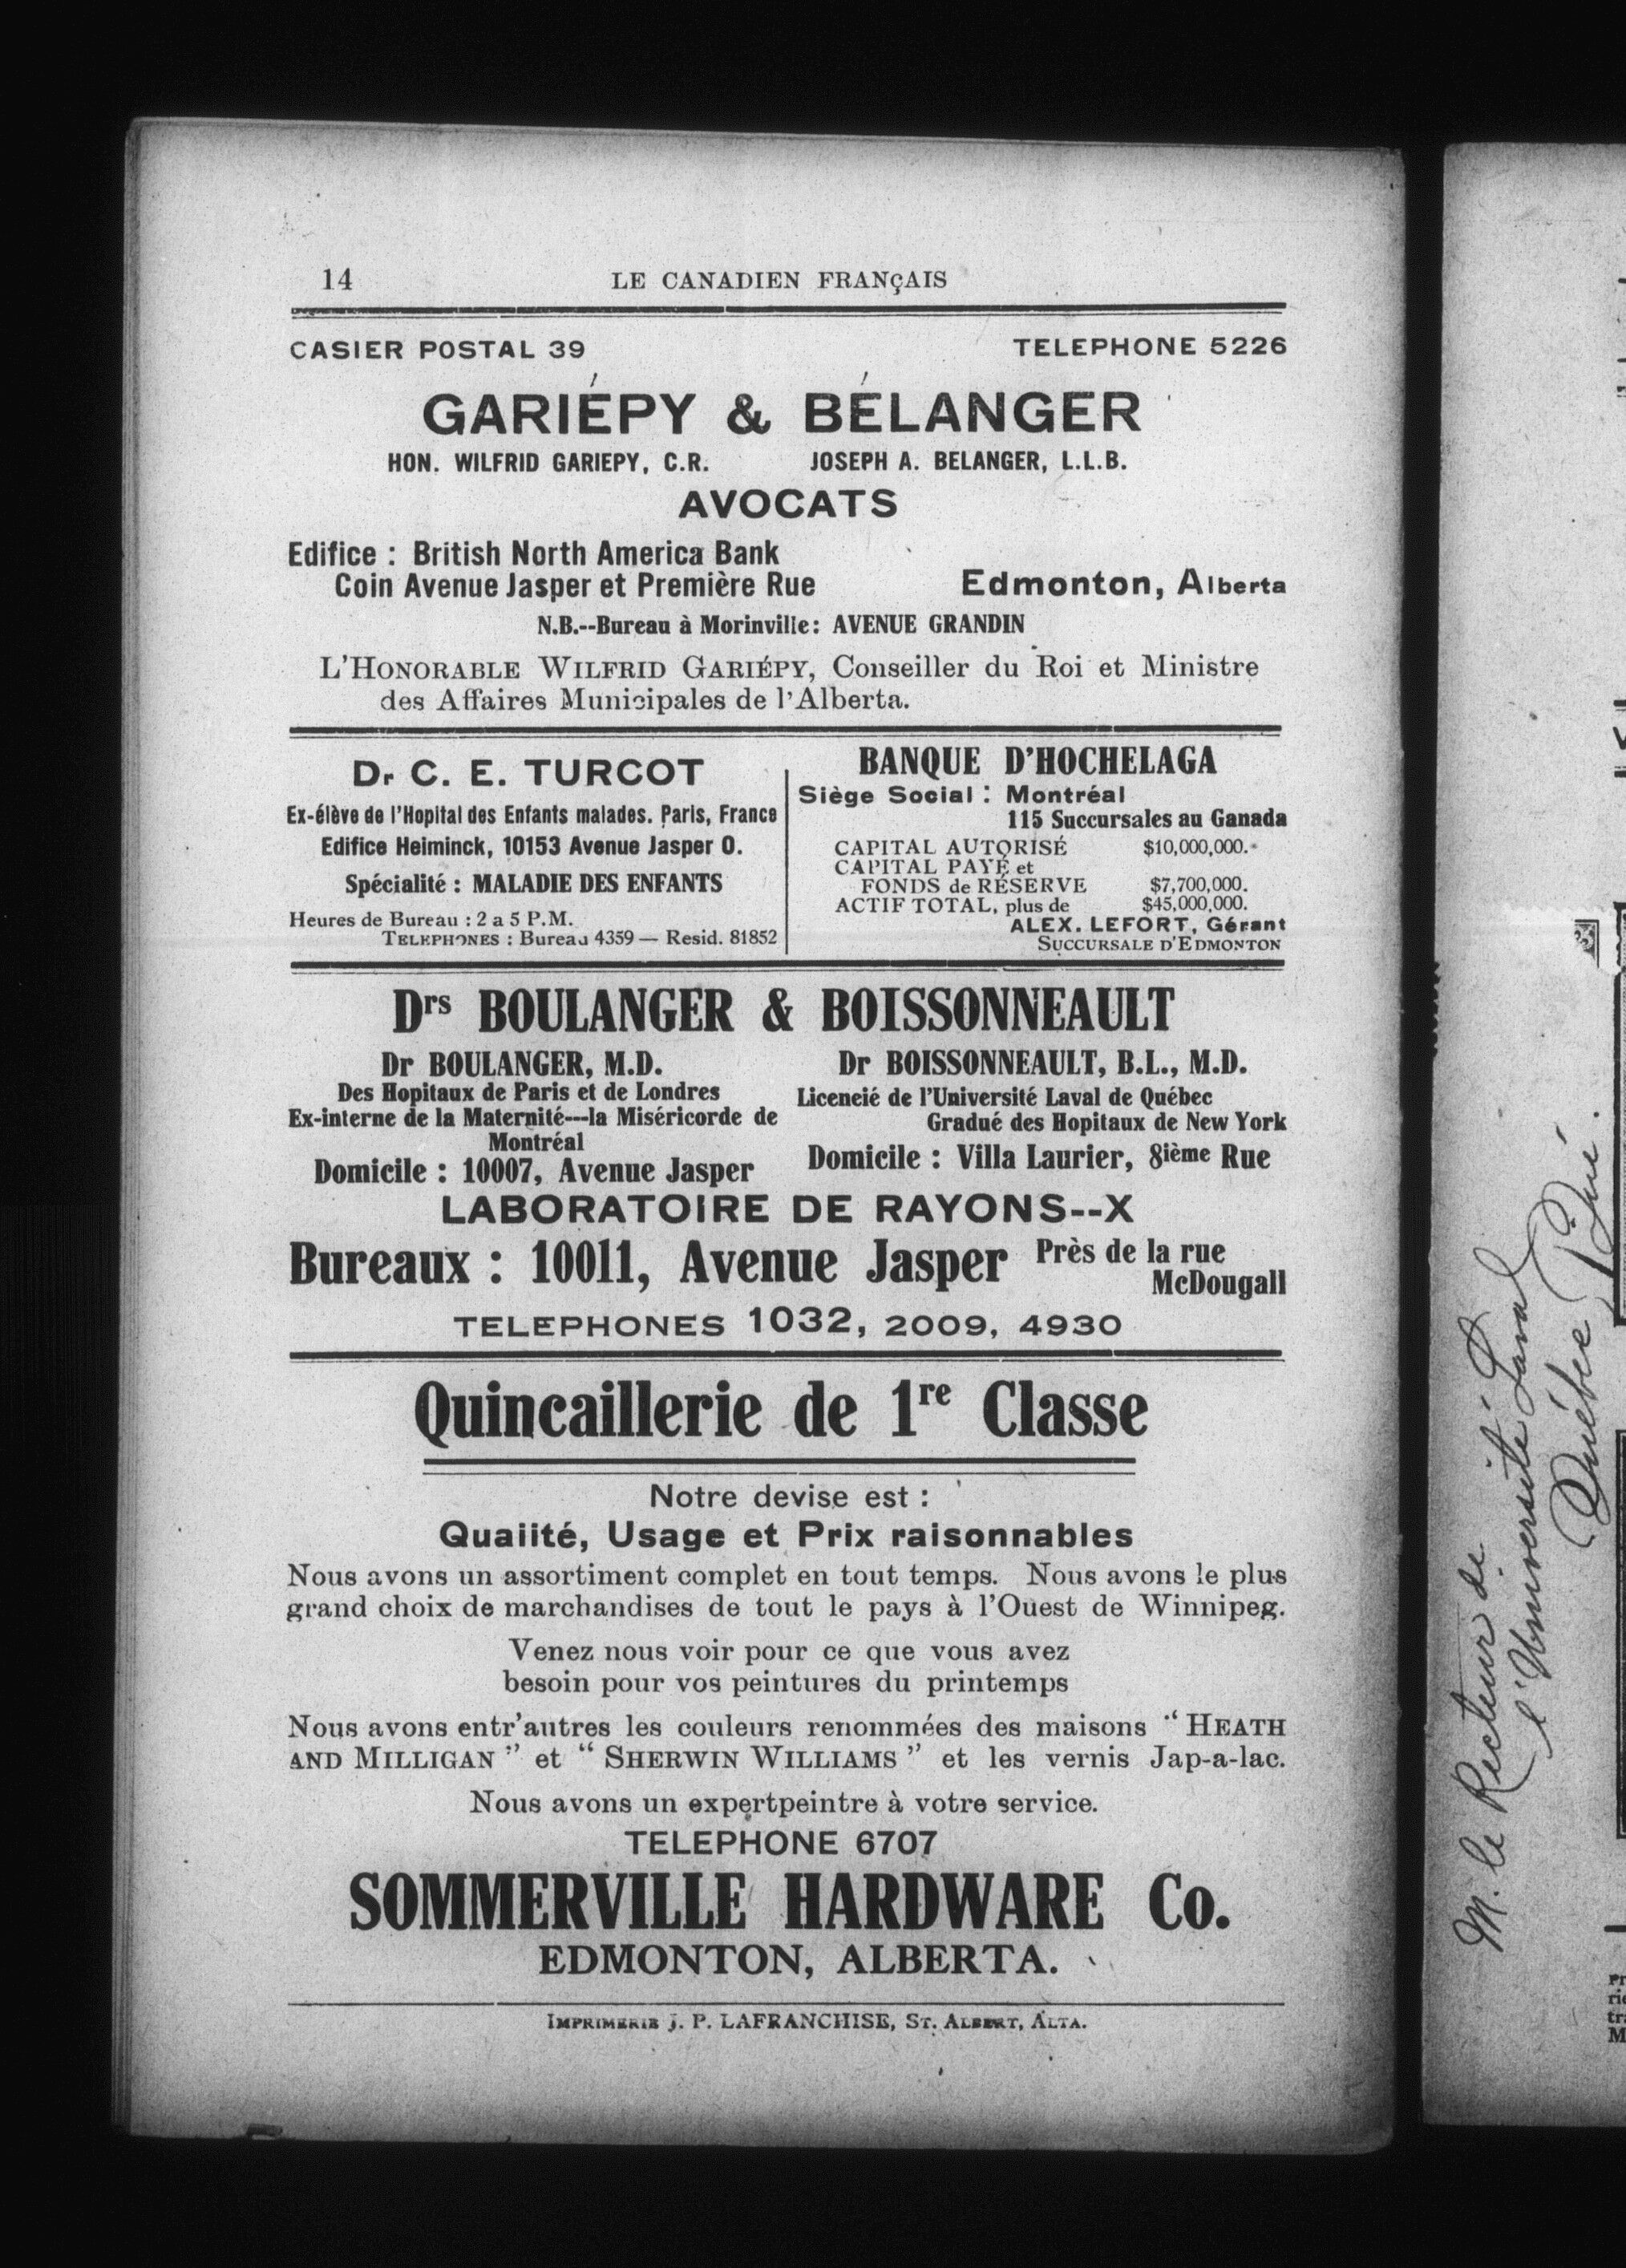 14
LE CANADIEN FRANçAIS
CASIER POSTAL 39
TELEPHONE 5226
GARIÉPY & BÉLANGER
HON. WILFRID GARIEPY, C.R.
JOSEPH A. BELANGER, L.L.B.
AVOCATS
Edifice : British North America Bank
Coin Avenue Jasper et Première Rue
Edmonton, Alberta
N.B.--Bureau à Morinville: AVENUE GRANDIN
L'HONORABLE WILFRID GARIÉPY, Conseiller du Roi et Ministre
des Affaires Municipales de l'Alberta.
Dr C. E. TURCOT
Ex-élève de l'Hopital des Enfants malades. Paris, France
Edifice Heiminck, 10153 Avenue Jasper O.
Spécialité : MALADIE DES ENFANTS
Heures de Bureau : 2 a 5 P.M.
TELEPHONES : Bureau 4359 — Resid. 81852
BANQUE D'HOCHELAGA
Siège Social : Montréal
115 Succursales au Ganada
CAPITAL AUTORISÉ $10,000,000.
CAPITAL PAYÉ et
FONDS de RÉSERVE $7,700,000.
ACTIF TOTAL, plus de $45,000,000.
ALEX. LEFORT, Gérant
SUCCURSALE D'EDMONTON
Drs BOULANGER & BOISSONNEAULT
Dr BOULANGER, M.D.
Des Hopitaux de Paris et de Londres
Ex-interne de la Maternité---la Miséricorde de
Montréal
Domicile : 10007, Avenue Jasper
Dr BOISSONNEAULT, B.L., M.D.
Liceneié de l'Université Laval de Québec
Gradué des Hopitaux de New York
Domicile : Villa Laurier, 8ième Rue
LABORATOIRE DE RAYONS--X
Bureaux : 10011, Avenue Jasper Près de la rue
McDougall
TELEPHONES 1032, 2009, 4930
Quincaillerie de 1re Classe
Notre devise est :
Quaiité, Usage et Prix raisonnables
Nous avons un assortiment complet en tout temps. Nous avons le plus
grand choix de marchandises de tout le pays à l'Ouest de Winnipeg.
Venez nous voir pour ce que vous avez
besoin pour vos peintures du printemps
Nous avons entr'autres les couleurs renommées des maisons "HEATH
AND MILLIGAN" et "SHERWIN WILLIAMS" et les vernis Jap-a-lac.
Nous avons un expertpeintre à votre service.
TELEPHONE 6707
SOMMERVILLE HARDWARE Co.
EDMONTON, ALBERTA.
IMPRIMERIE J. P. LAFRANCHISE, ST. ALBERT, ALTA.
M. le Recteur de
l'Université Laval
Québec